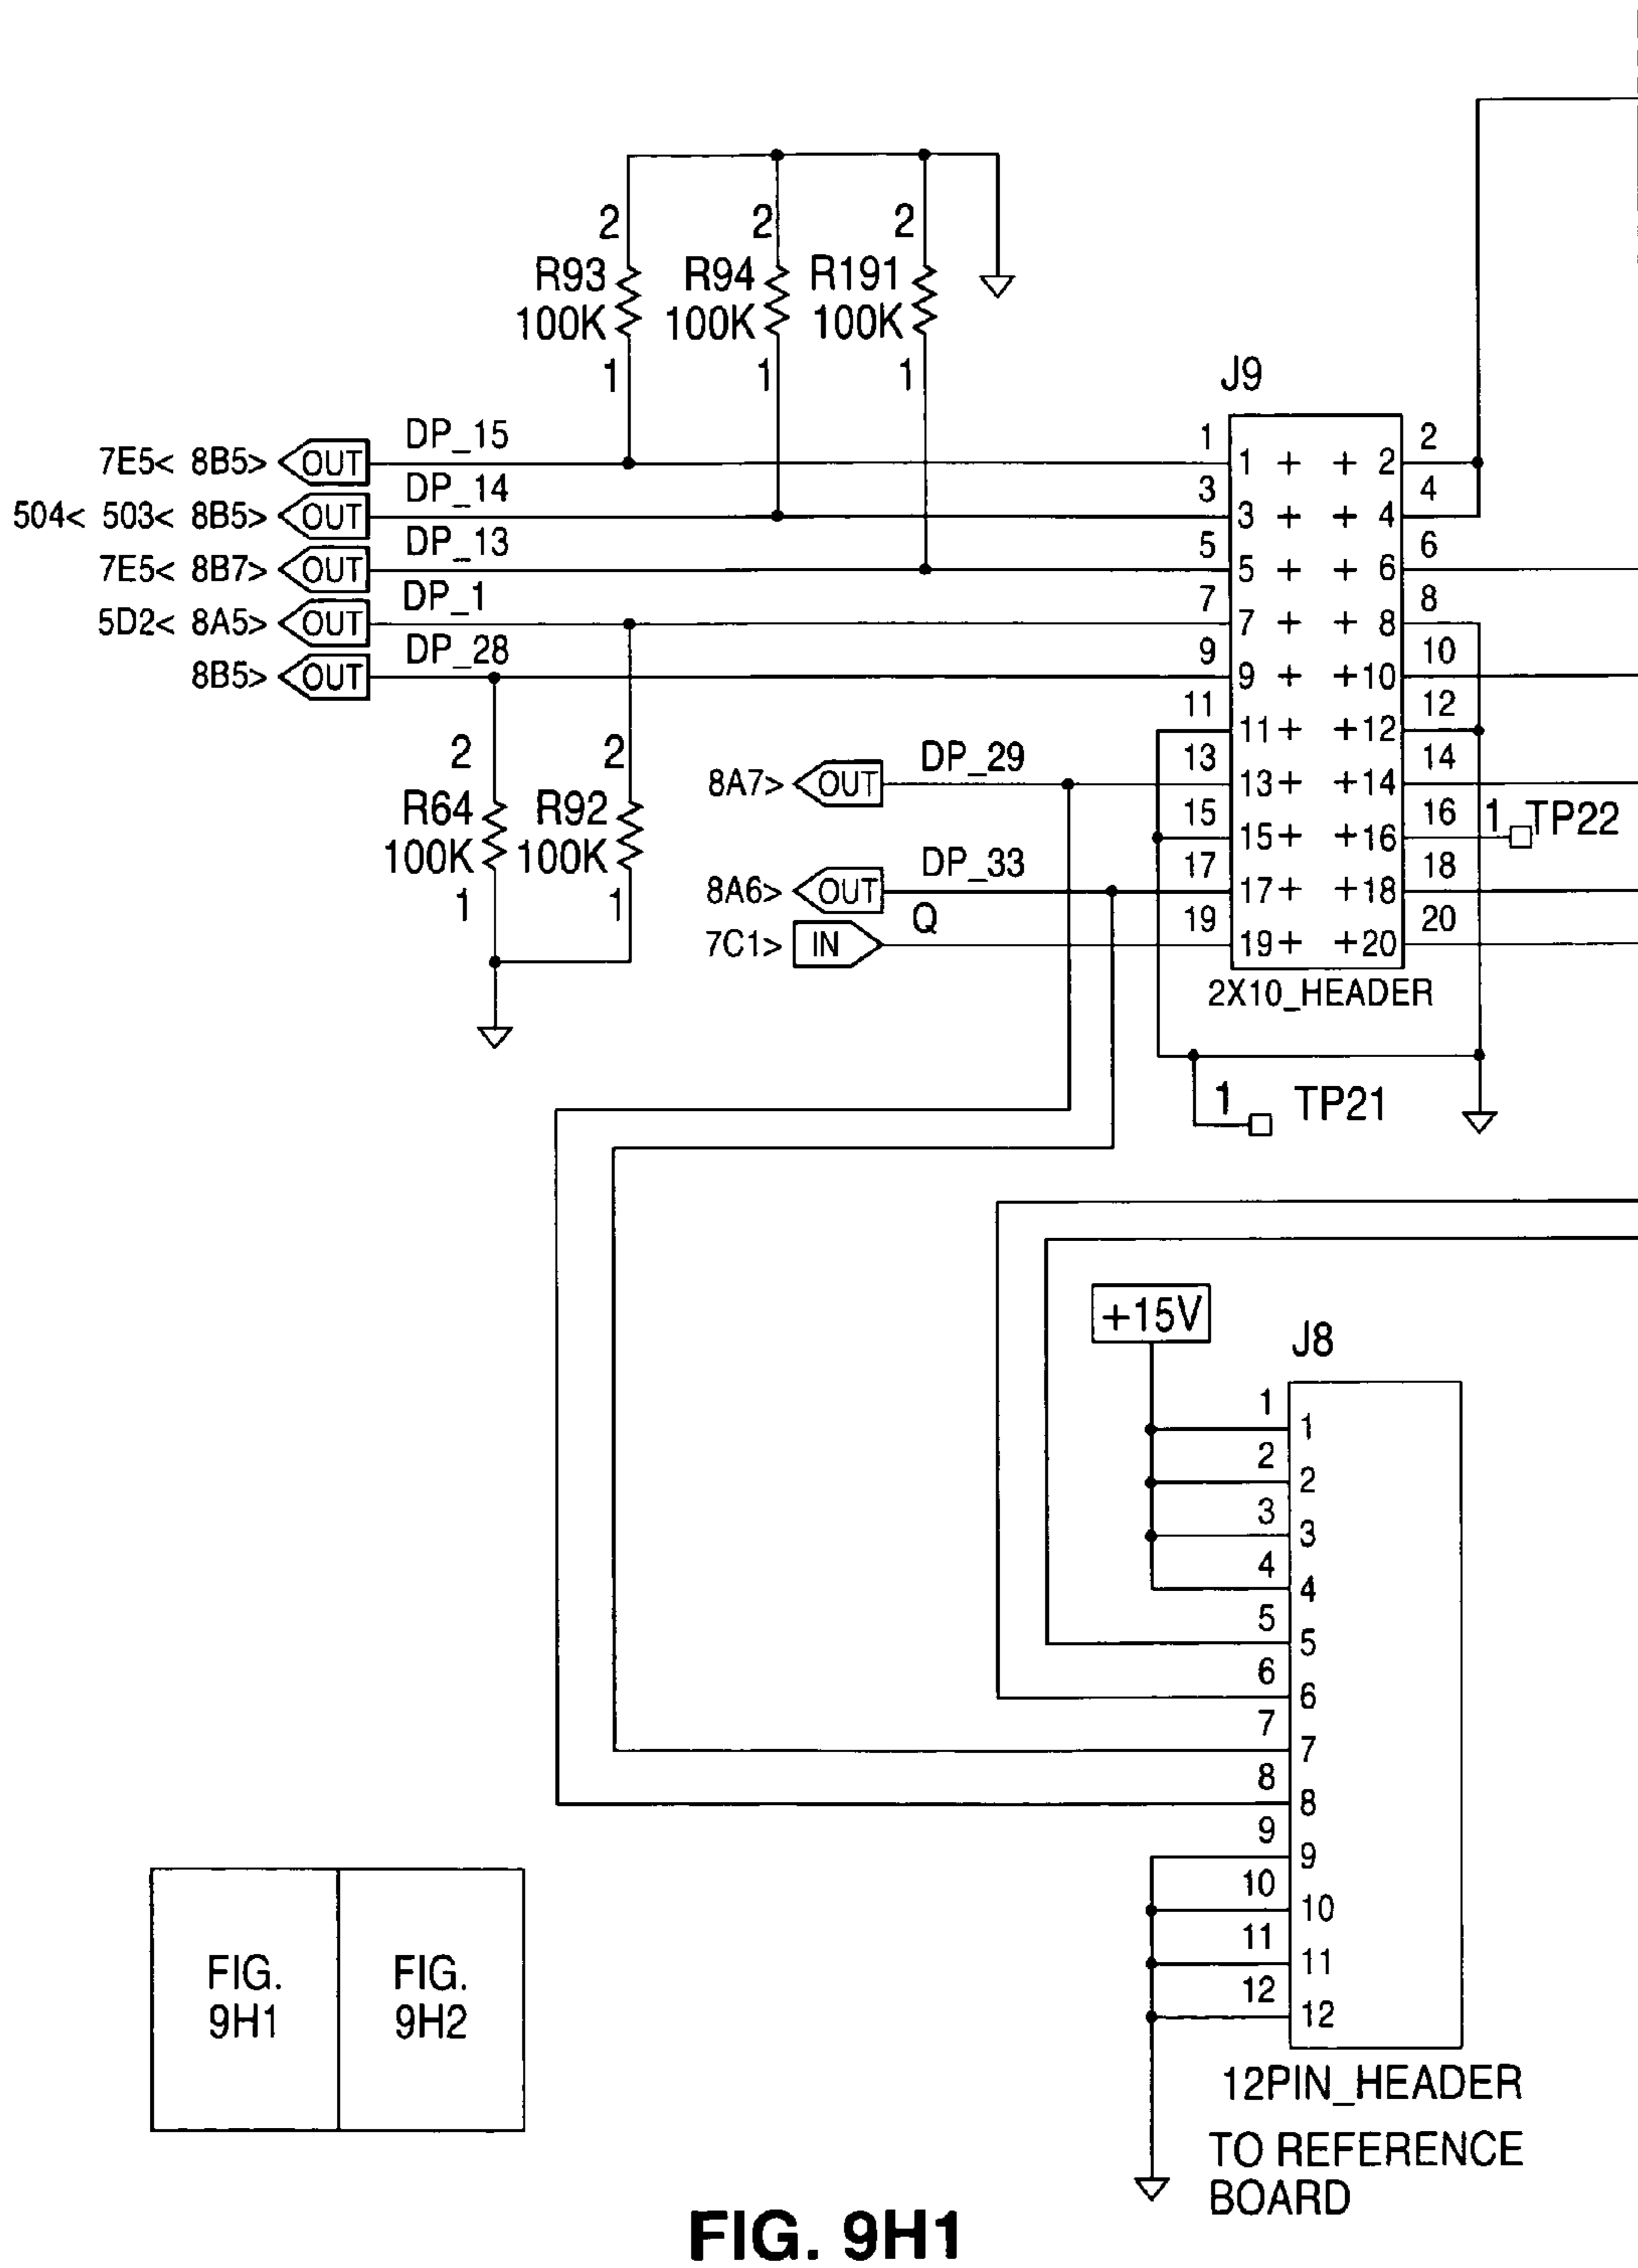 2 2 2
R93 R94 R191
100K 100K 100K
1 1 1
J9
7E5< 8B5> OUT DP_15 1 1 + + 2 2
504< 503< 8B5> OUT DP_14 3 3 + + 4 4
7E5< 8B7> OUT DP_13 5 5 + + 6 6
5D2< 8A5> OUT DP_1 7 7 + + 8 8
8B5> OUT DP_28 9 9 + +10 10
11 11+ +12 12
8A7> OUT DP_29 13 13+ +14 14
15 15+ +16 16 1 TP22
8A6> OUT DP_33 17 17+ +18 18
7C1> IN Q 19 19+ +20 20
2X10_HEADER
2 2
R64 R92
100K 100K
1 1
1 TP21
+15V
J8
1 1
2 2
3 3
4 4
5 5
6 6
7 7
8 8
9 9
10 10
11 11
12 12
12PIN_HEADER
TO REFERENCE
BOARD
FIG. FIG.
9H1 9H2
FIG. 9H1